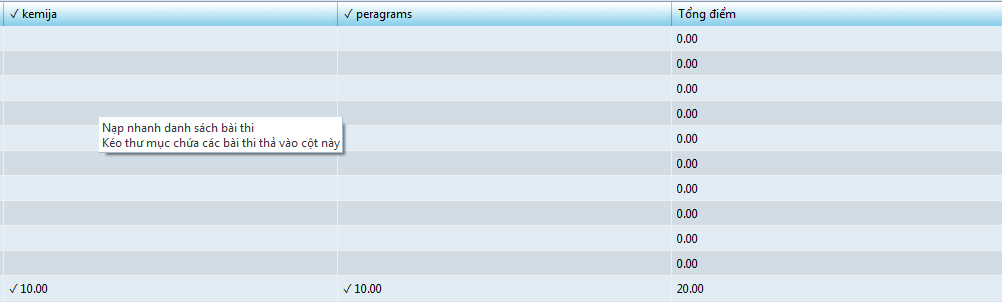 ✓ kemija ✓ peragrams Tổng điểm
0.00
0.00
0.00
0.00
Nạp nhanh danh sách bài thi
Kéo thư mục chứa các bài thi thả vào cột này
0.00
0.00
0.00
0.00
0.00
0.00
✓ 10.00 ✓ 10.00 20.00